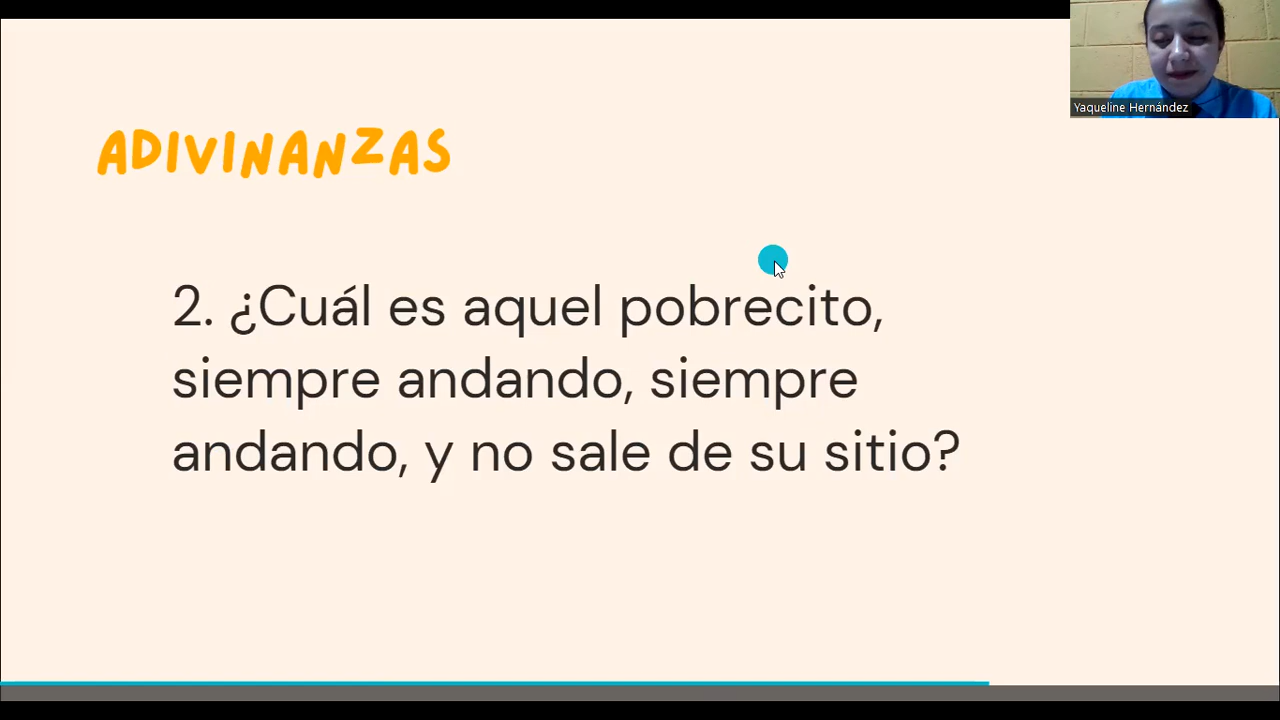 Yaqueline Hernández
ADIVINANZAS
2. ¿Cuál es aquel pobrecito,
siempre andando, siempre
andando, y no sale de su sitio?